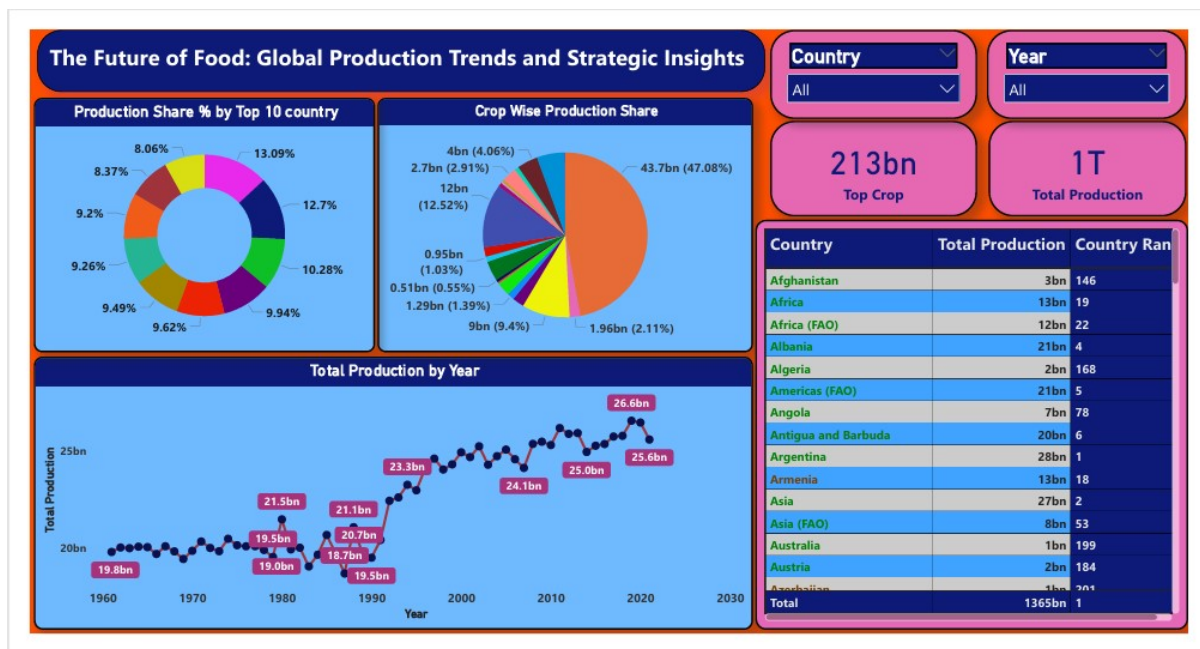 The Future of Food: Global Production Trends and Strategic Insights
Country
All
Year
All
Production Share % by Top 10 country
8.06%
13.09%
8.37%
12.7%
9.2%
9.26%
10.28%
9.49%
9.94%
9.62%
Crop Wise Production Share
4bn (4.06%)
43.7bn (47.08%)
2.7bn (2.91%)
12bn
(12.52%)
0.95bn
(1.03%)
0.51bn (0.55%)
1.29bn (1.39%)
9bn (9.4%)
1.96bn (2.11%)
213bn
Top Crop
1T
Total Production
Total Production by Year
Total Production
25bn
20bn
26.6bn
23.3bn
25.0bn
25.6bn
24.1bn
21.5bn
21.1bn
19.5bn
20.7bn
18.7bn
19.8bn
19.0bn
19.5bn
1960 1970 1980 1990 2000 2010 2020 2030
Year
Country Total Production Country Ran
Afghanistan 3bn 146
Africa 13bn 19
Africa (FAO) 12bn 22
Albania 21bn 4
Algeria 2bn 168
Americas (FAO) 21bn 5
Angola 7bn 78
Antigua and Barbuda 20bn 6
Argentina 28bn 1
Armenia 13bn 18
Asia 27bn 2
Asia (FAO) 8bn 53
Australia 1bn 199
Austria 2bn 184
Azerbaijan 1bn 201
Total 1365bn 1